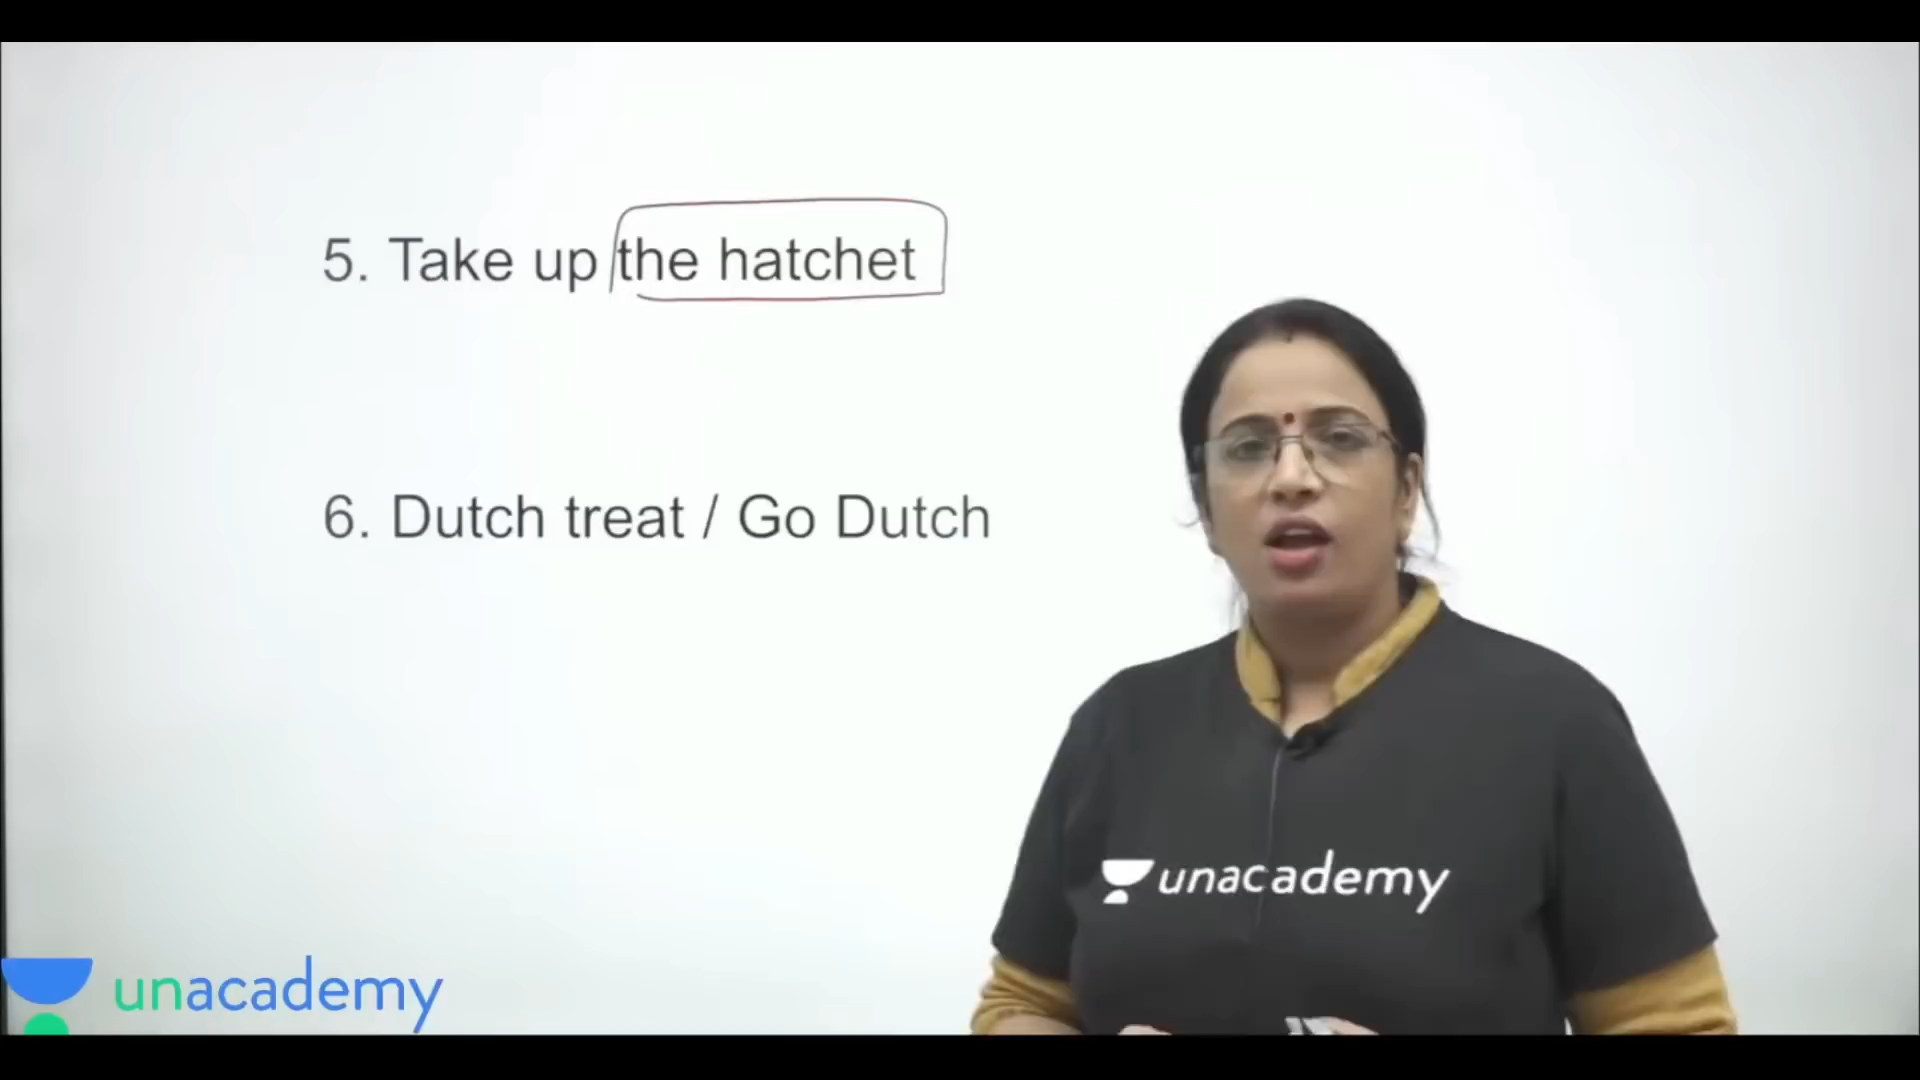 5. Take up the hatchet
6. Dutch treat / Go Dutch
unacademy
unacademy